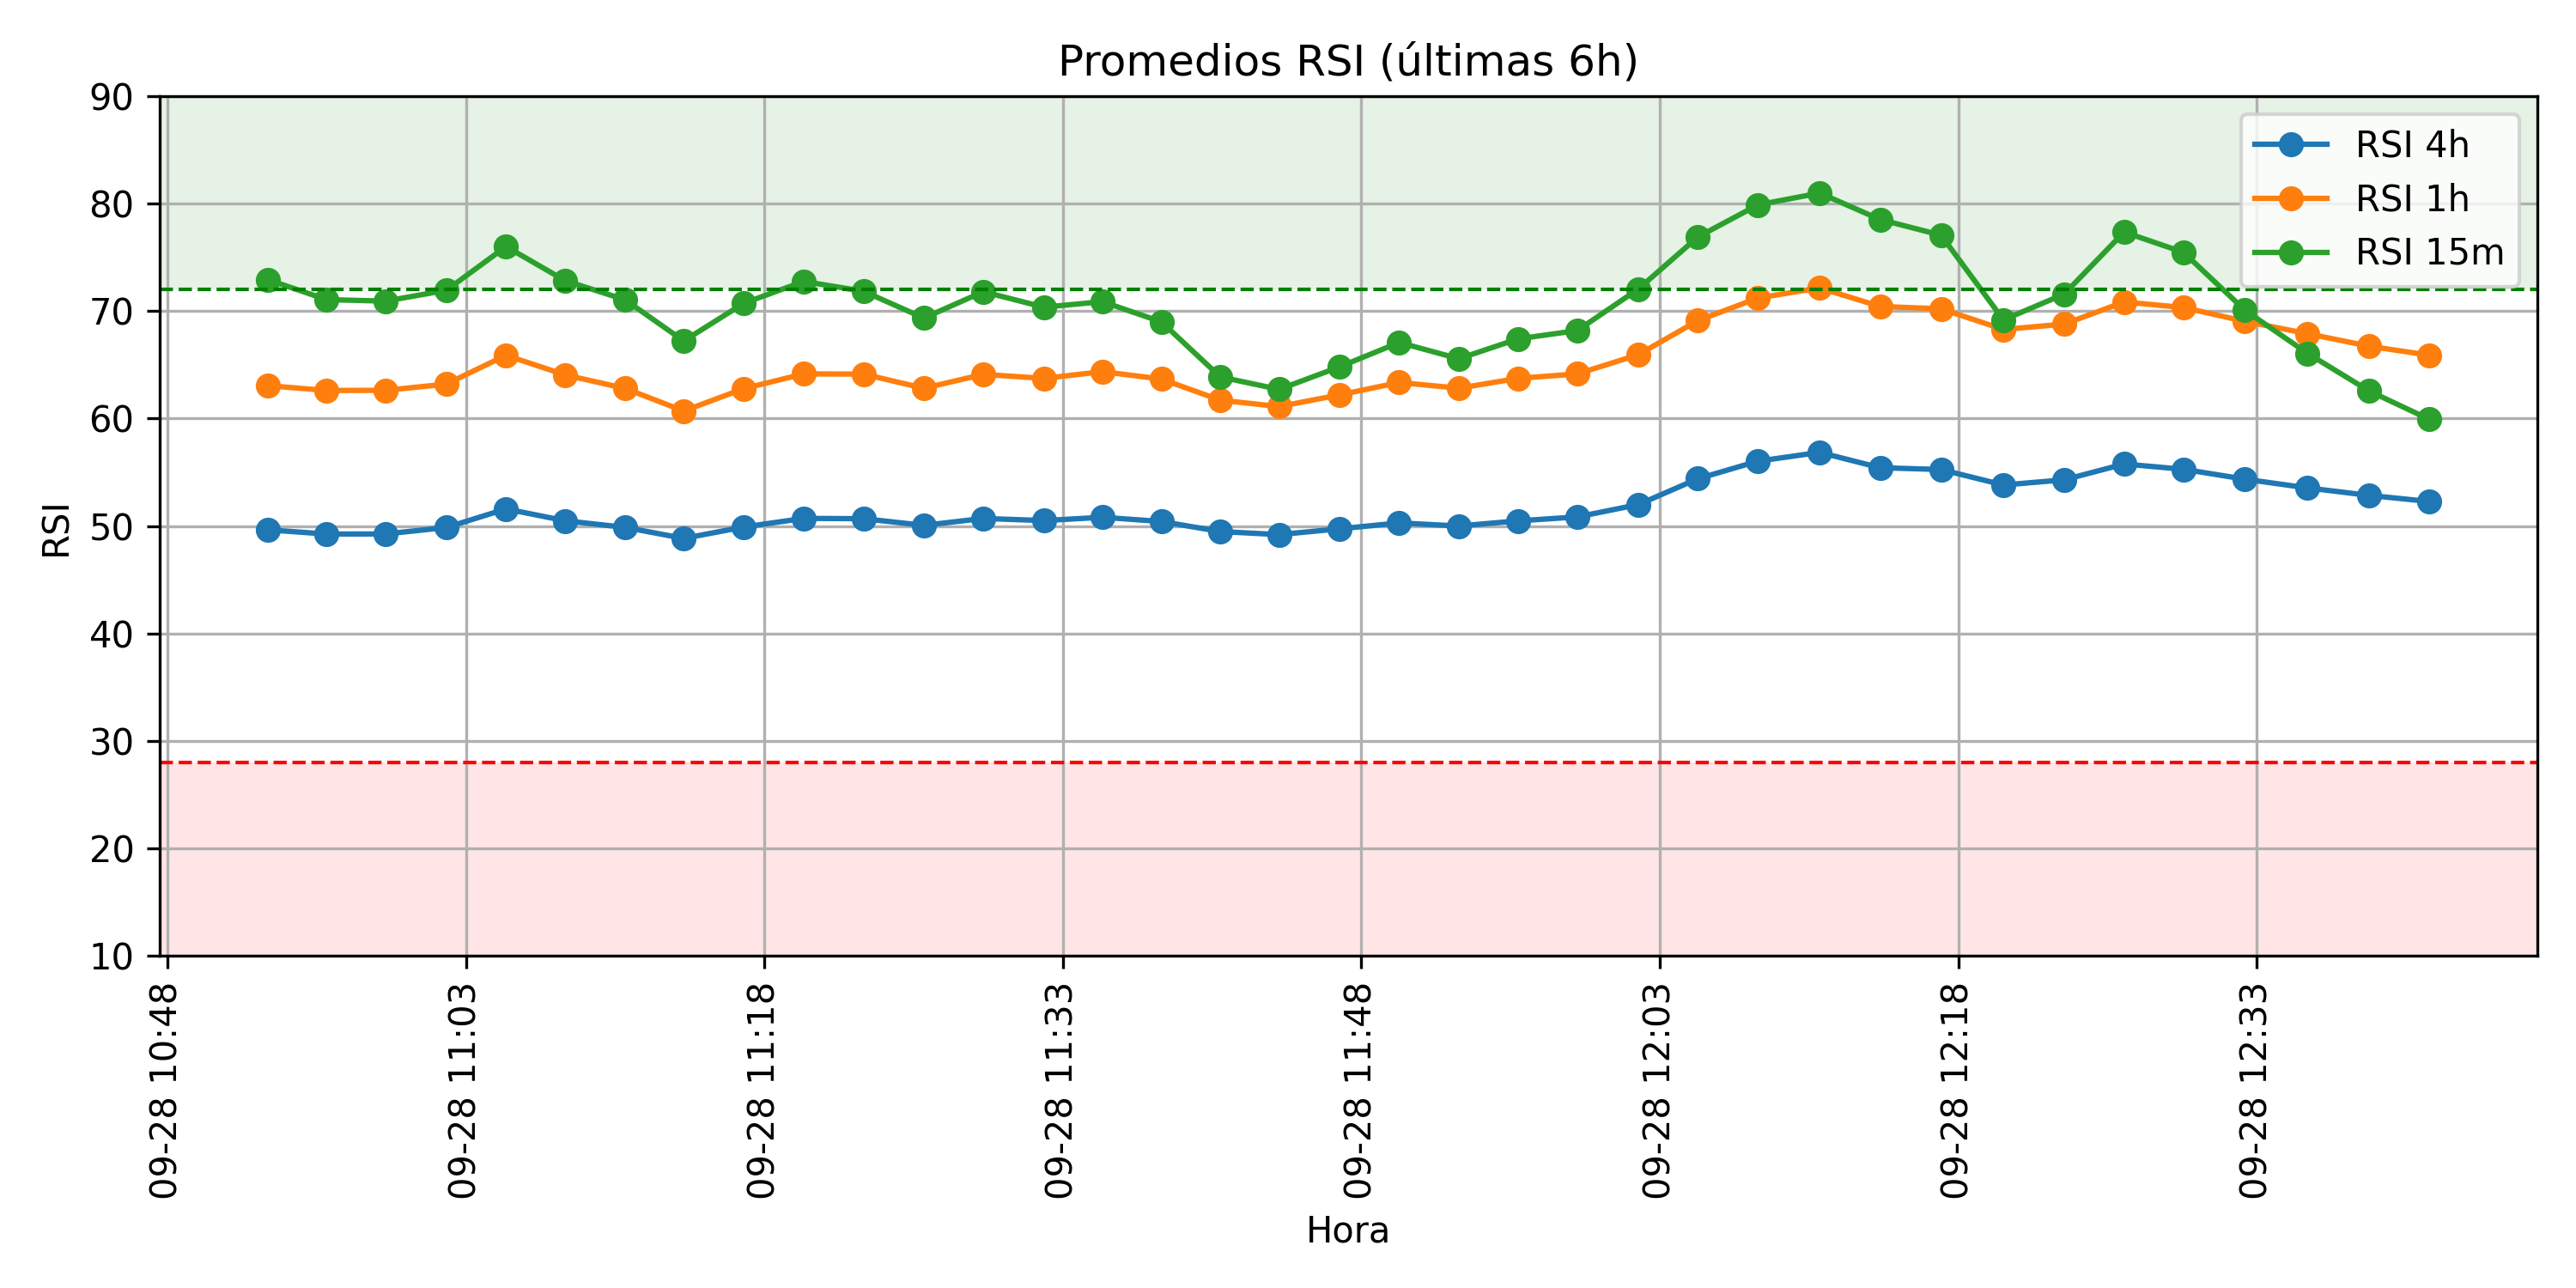 Promedios RSI (últimas 6h)
RSI 4h
RSI 1h
RSI 15m
90
80
70
60
50
40
30
20
10
RSI
09-28 10:48
09-28 11:03
09-28 11:18
09-28 11:33
09-28 11:48
09-28 12:03
09-28 12:18
09-28 12:33
Hora